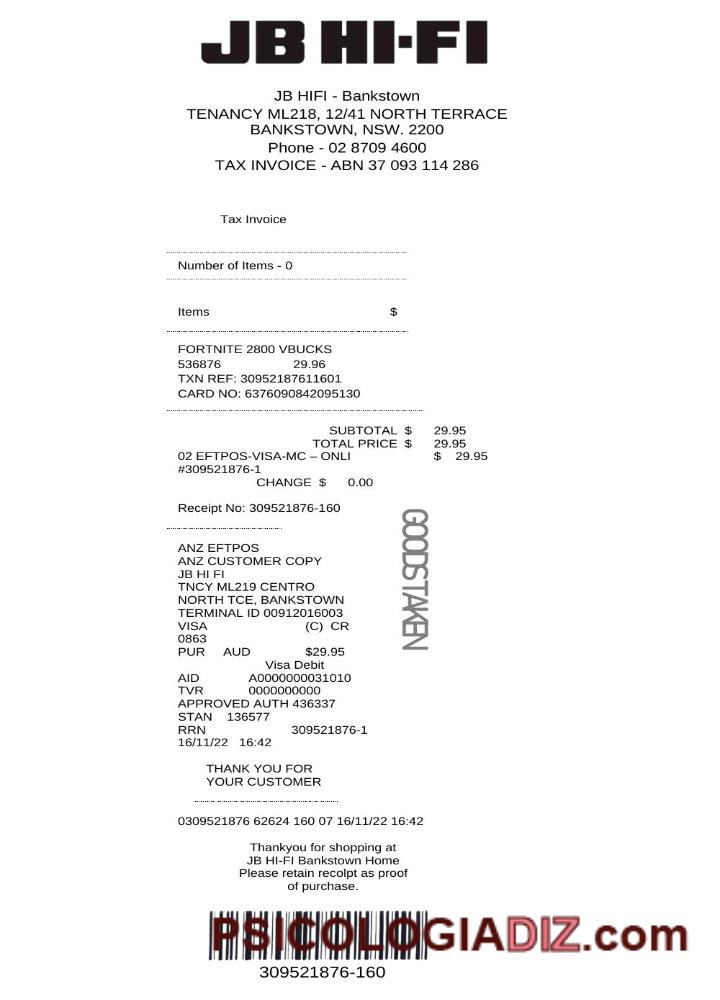 JB HI-FI
JB HIFI - Bankstown
TENANCY ML218, 12/41 NORTH TERRACE
BANKSTOWN, NSW. 2200
Phone - 02 8709 4600
TAX INVOICE - ABN 37 093 114 286
Tax Invoice
Number of Items - 0
Items $
FORTNITE 2800 VBUCKS
536876 29.96
TXN REF: 30952187611601
CARD NO: 6376090842095130
SUBTOTAL $ 29.95
TOTAL PRICE $ 29.95
02 EFTPOS-VISA-MC – ONLI $ 29.95
#309521876-1
CHANGE $ 0.00
Receipt No: 309521876-160
GOODS TAKEN
ANZ EFTPOS
ANZ CUSTOMER COPY
JB HI FI
TNCY ML219 CENTRO
NORTH TCE, BANKSTOWN
TERMINAL ID 00912016003
VISA (C) CR
0863
PUR AUD $29.95
Visa Debit
AID A0000000031010
TVR 0000000000
APPROVED AUTH 436337
STAN 136577
RRN 309521876-1
16/11/22 16:42
THANK YOU FOR
YOUR CUSTOMER
0309521876 62624 160 07 16/11/22 16:42
Thankyou for shopping at
JB HI-FI Bankstown Home
Please retain recolpt as proof
of purchase.
PSICOLOGIADIZ.com
309521876-160